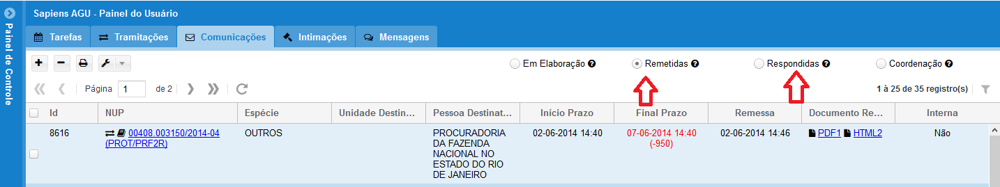 Sapiens AGU - Painel do Usuário
Painel de Controle
Tarefas Tramitações Comunicações Intimações Mensagens
Em Elaboração Remetidas Respondidas Coordenação
Página 1 de 2 1 à 25 de 35 registro(s)
Id NUP Espécie Unidade Destin... Pessoa Destinat... Início Prazo Final Prazo Remessa Documento Re... Interna
8616 00408.003150/2014-04 OUTROS PROCURADORIA 02-06-2014 14:40 07-06-2014 14:40 02-06-2014 14:46 PDF1 HTML2 Não
(PROT/PRF2R) DA FAZENDA (-950)
NACIONAL NO
ESTADO DO RIO
DE JANEIRO